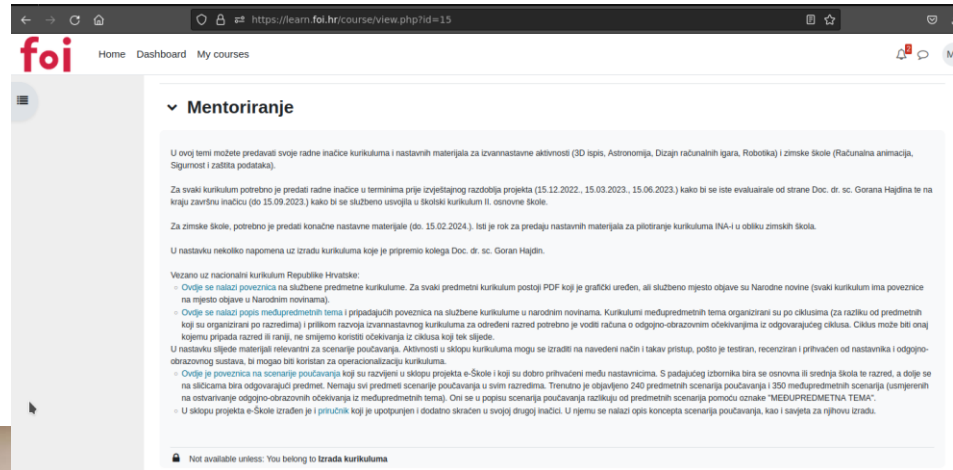 https://learn.foi.hr/course/view.php?id=15
foi
Home Dashboard My courses
2
M
Mentoriranje
U ovoj temi možete predavati svoje radne inačice kurikuluma i nastavnih materijala za izvannastavne aktivnosti (3D ispis, Astronomija, Dizajn računalnih igara, Robotika) i zimske škole (Računalna animacija,
Sigurnost i zaštita podataka).
Za svaki kurikulum potrebno je predati radne inačice u terminima prije izvještajnog razdoblja projekta (15.12.2022., 15.03.2023., 15.06.2023.) kako bi se iste evaluairale od strane Doc. dr. sc. Gorana Hajdina te na
kraju završnu inačicu (do 15.09.2023.) kako bi se službeno usvojila u školski kurikulum II. osnovne škole.
Za zimske škole, potrebno je predati konačne nastavne materijale (do. 15.02.2024.). Isti je rok za predaju nastavnih materijala za pilotiranje kurikuluma INA-i u obliku zimskih škola.
U nastavku nekoliko napomena uz izradu kurikuluma koje je pripremio kolega Doc. dr. sc. Goran Hajdin.
Vezano uz nacionalni kurikulum Republike Hrvatske:
Ovdje se nalazi poveznica na službene predmetne kurikulume. Za svaki predmetni kurikulum postoji PDF koji je grafički uređen, ali službeno mjesto objave su Narodne novine (svaki kurikulum ima poveznice
na mjesto objave u Narodnim novinama).
Ovdje se nalazi popis međupredmetnih tema i pripadajućih poveznica na službene kurikulume u narodnim novinama. Kurikulumi međupredmetnih tema organizirani su po ciklusima (za razliku od predmetnih
koji su organizirani po razredima) i prilikom razvoja izvannastavnog kurikuluma za određeni razred potrebno je voditi računa o odgojno-obrazovnim očekivanjima iz odgovarajućeg ciklusa. Ciklus može biti onaj
kojemu pripada razred ili raniji, ne smijemo koristiti očekivanja iz ciklusa koji tek slijede.
U nastavku slijede materijali relevantni za scenarije poučavanja. Aktivnosti u sklopu kurikuluma mogu se izraditi na navedeni način i takav pristup, pošto je testiran, recenziran i prihvaćen od nastavnika i odgojno-
obrazovnog sustava, bi mogao biti koristan za operacionalizaciju kurikuluma.
Ovdje je poveznica na scenarije poučavanja koji su razvijeni u sklopu projekta e-Škole i koji su dobro prihvaćeni među nastavnicima. S padajućeg izbornika bira se osnovna ili srednja škola te razred, a dolje se
na sličicama bira odgovarajući predmet. Nemaju svi predmeti scenarije poučavanja u svim razredima. Trenutno je objavljeno 240 predmetnih scenarija poučavanja i 350 međupredmetnih scenarija (usmjerenih
na ostvarivanje odgojno-obrazovnih očekivanja iz međupredmetnih tema). Oni se u popisu scenarija poučavanja razlikuju od predmetnih scenarija pomoću oznake "MEĐUPREDMETNA TEMA".
U sklopu projekta e-Škole izrađen je i priručnik koji je upotpunjen i dodatno skraćen u svojoj drugoj inačici. U njemu se nalazi opis koncepta scenarija poučavanja, kao i savjeta za njihovu izradu.
Not available unless: You belong to Izrada kurikuluma